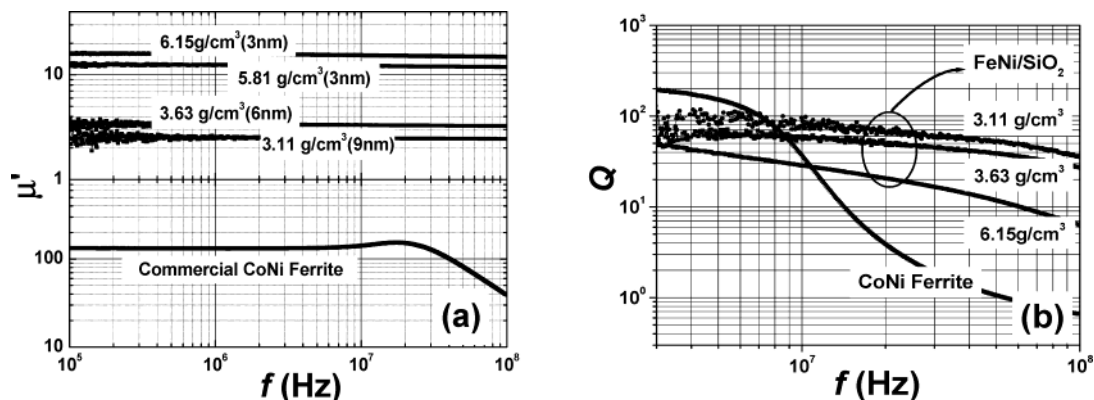 6.15g/cm³(3nm)
10
5.81 g/cm³(3nm)
3.63 g/cm³(6nm)
3.11 g/cm³(9nm)
1
μ'
100
Commercial CoNi Ferrite
(a)
10
10⁵
10⁶
10⁷
10⁸
f (Hz)
10³
FeNi/SiO₂
10²
3.11 g/cm³
Q
3.63 g/cm³
10¹
6.15g/cm³
CoNi Ferrite
10⁰
(b)
10⁷
10⁸
f (Hz)